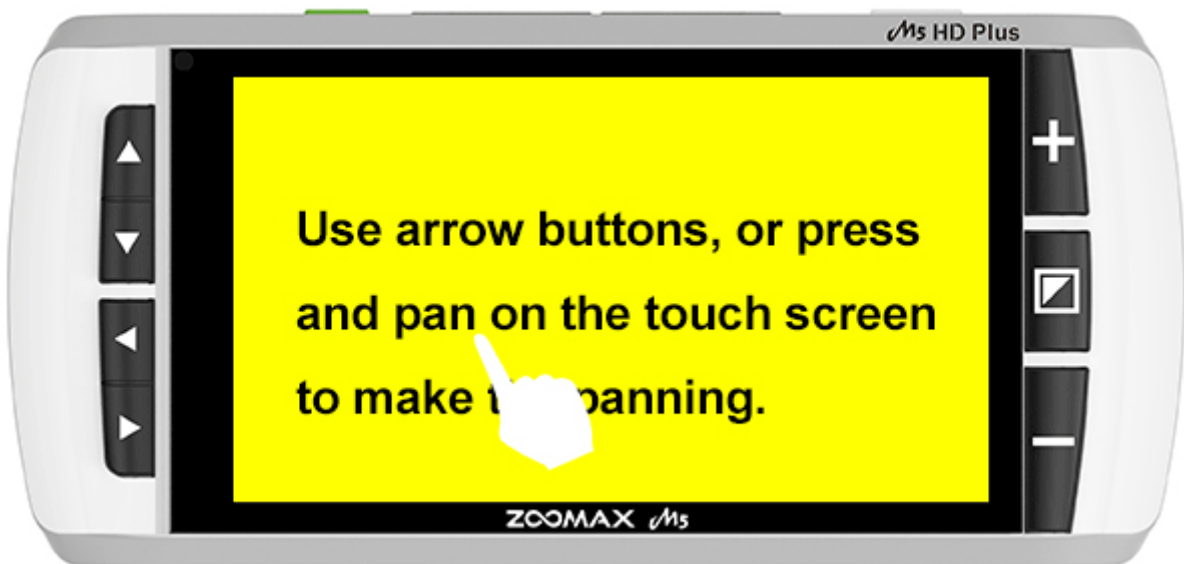 M5 HD Plus
Use arrow buttons, or press
and pan on the touch screen
to make panning.
ZOOMAX M5